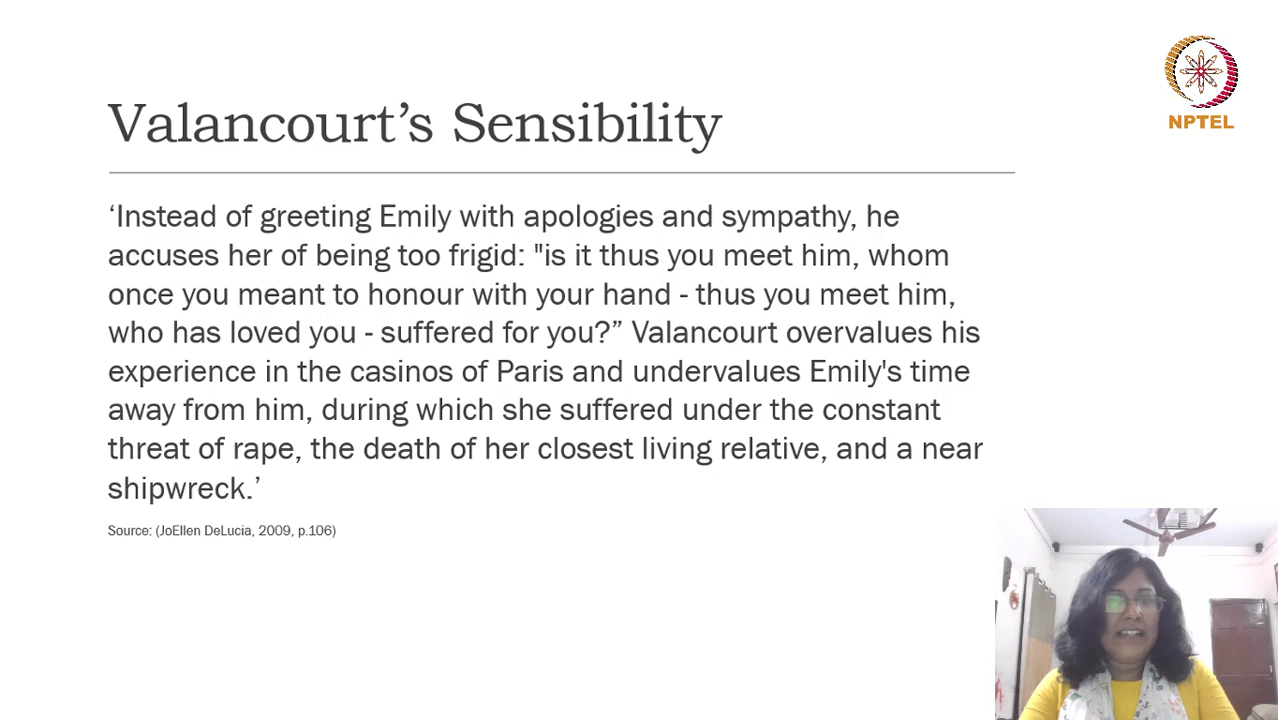 NPTEL
Valancourt’s Sensibility
‘Instead of greeting Emily with apologies and sympathy, he
accuses her of being too frigid: "is it thus you meet him, whom
once you meant to honour with your hand - thus you meet him,
who has loved you - suffered for you?” Valancourt overvalues his
experience in the casinos of Paris and undervalues Emily's time
away from him, during which she suffered under the constant
threat of rape, the death of her closest living relative, and a near
shipwreck.’
Source: (JoEllen DeLucia, 2009, p.106)